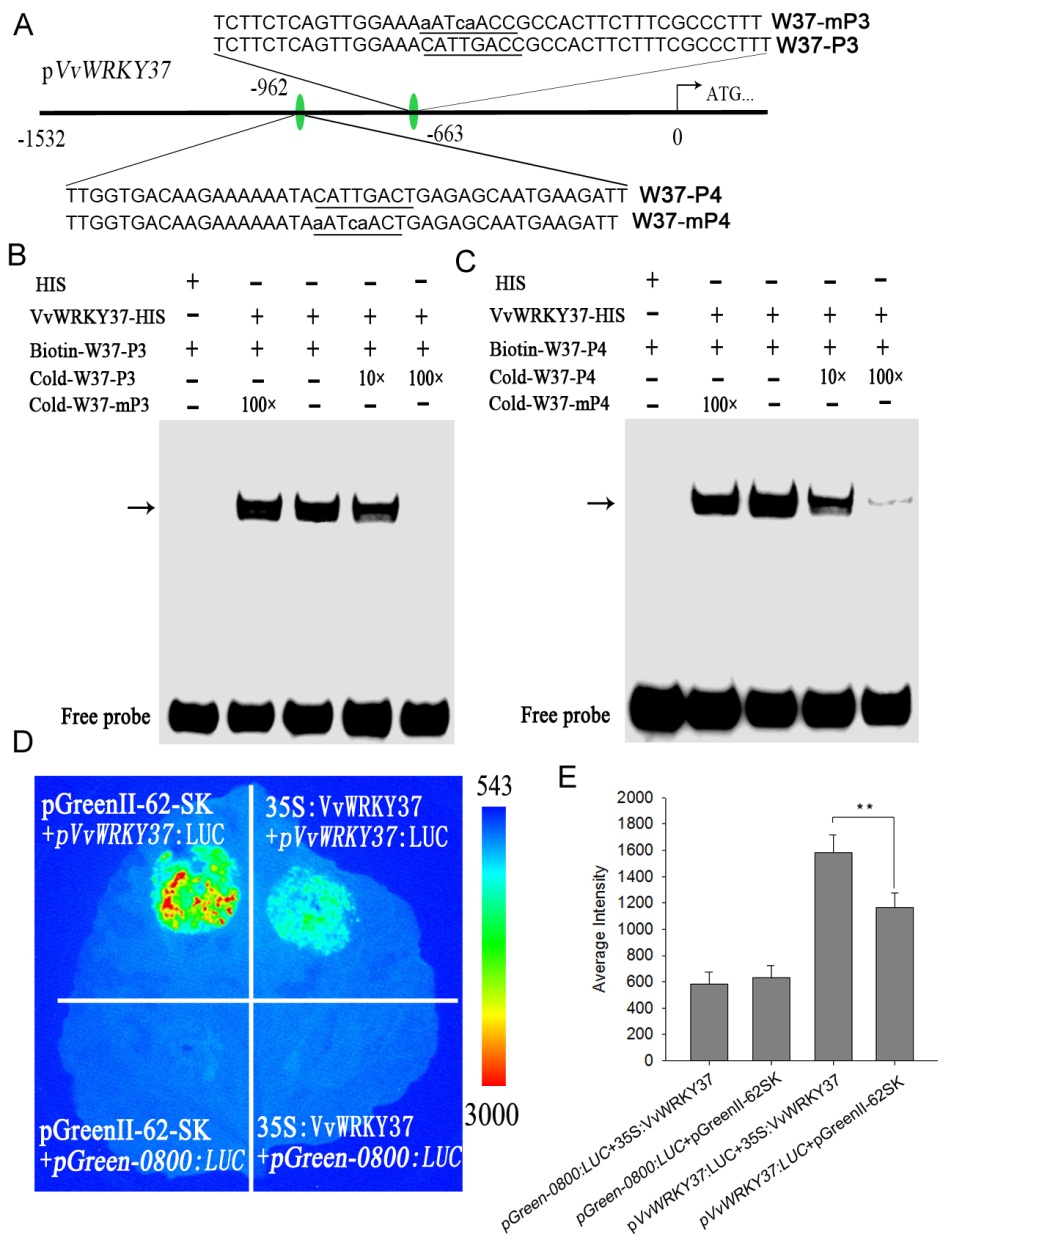 A
TCTTCTCAGTTGGAAAaAATcaACCGCCACTTCTTTCGCCCTTT W37-mP3
TCTTCTCAGTTGGAAACATTGACCGCCACTTCTTTCGCCCTTT W37-P3
pVvWRKY37
-962
ATG...
-1532
-663
0
TTGGTGACAAGAAAAAATACATTGACTGAGAGCAATGAAGATT W37-P4
TTGGTGACAAGAAAAAATAaAATcaACTGAGAGCAATGAAGATT W37-mP4
B
HIS + - - - -
VvWRKY37-HIS - + + + +
Biotin-W37-P3 + + + + +
Cold-W37-P3 - - - 10× 100×
Cold-W37-mP3 - 100× - - -
→
Free probe
C
HIS + - - - -
VvWRKY37-HIS - + + + +
Biotin-W37-P4 + + + + +
Cold-W37-P4 - - - 10× 100×
Cold-W37-mP4 - 100× - - -
→
Free probe
D
pGreenII-62-SK
+pVvWRKY37:LUC
35S:VvWRKY37
+pVvWRKY37:LUC
pGreenII-62-SK
+pGreen-0800:LUC
35S:VvWRKY37
+pGreen-0800:LUC
543
3000
E
Average Intensity
2000
1800
1600
1400
1200
1000
800
600
400
200
0
**
pGreen-0800:LUC+35S:VvWRKY37
pGreen-0800:LUC+pGreenII-62SK
pVvWRKY37:LUC+35S:VvWRKY37
pVvWRKY37:LUC+pGreenII-62SK